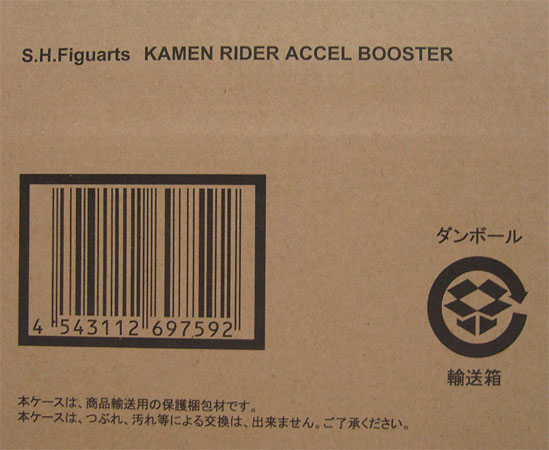 S.H.Figuarts KAMEN RIDER ACCEL BOOSTER
4 543112 697592
ダンボール
輸送箱
本ケースは、商品輸送用の保護梱包材です。
本ケースは、つぶれ、汚れ等による交換は、出来ません。ご了承ください。